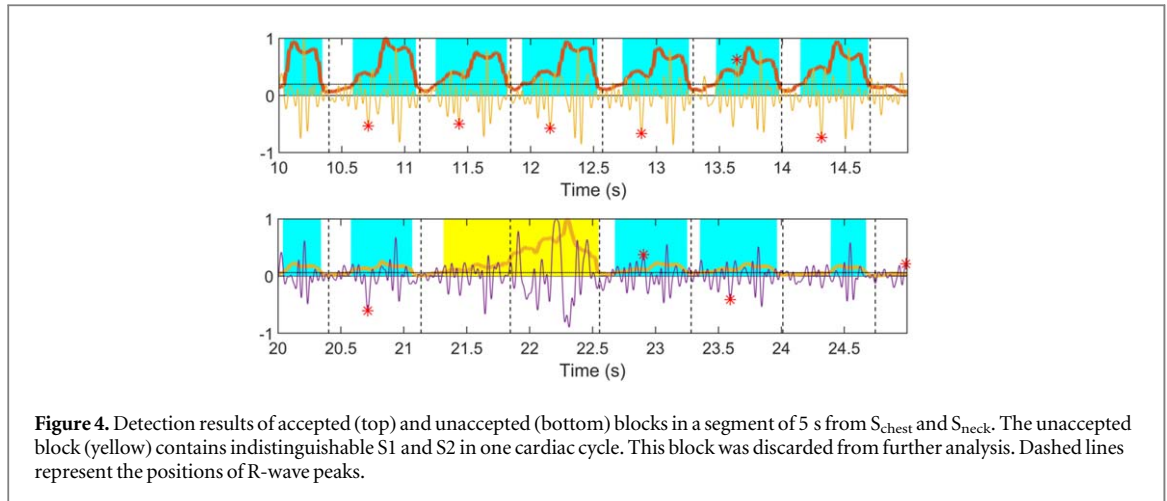 1
0
-1
10 10.5 11 11.5 12 12.5 13 13.5 14 14.5
Time (s)
1
0
-1
20 20.5 21 21.5 22 22.5 23 23.5 24 24.5
Time (s)
Figure 4. Detection results of accepted (top) and unaccepted (bottom) blocks in a segment of 5 s from Schest and Sneck. The unaccepted
block (yellow) contains indistinguishable S1 and S2 in one cardiac cycle. This block was discarded from further analysis. Dashed lines
represent the positions of R-wave peaks.